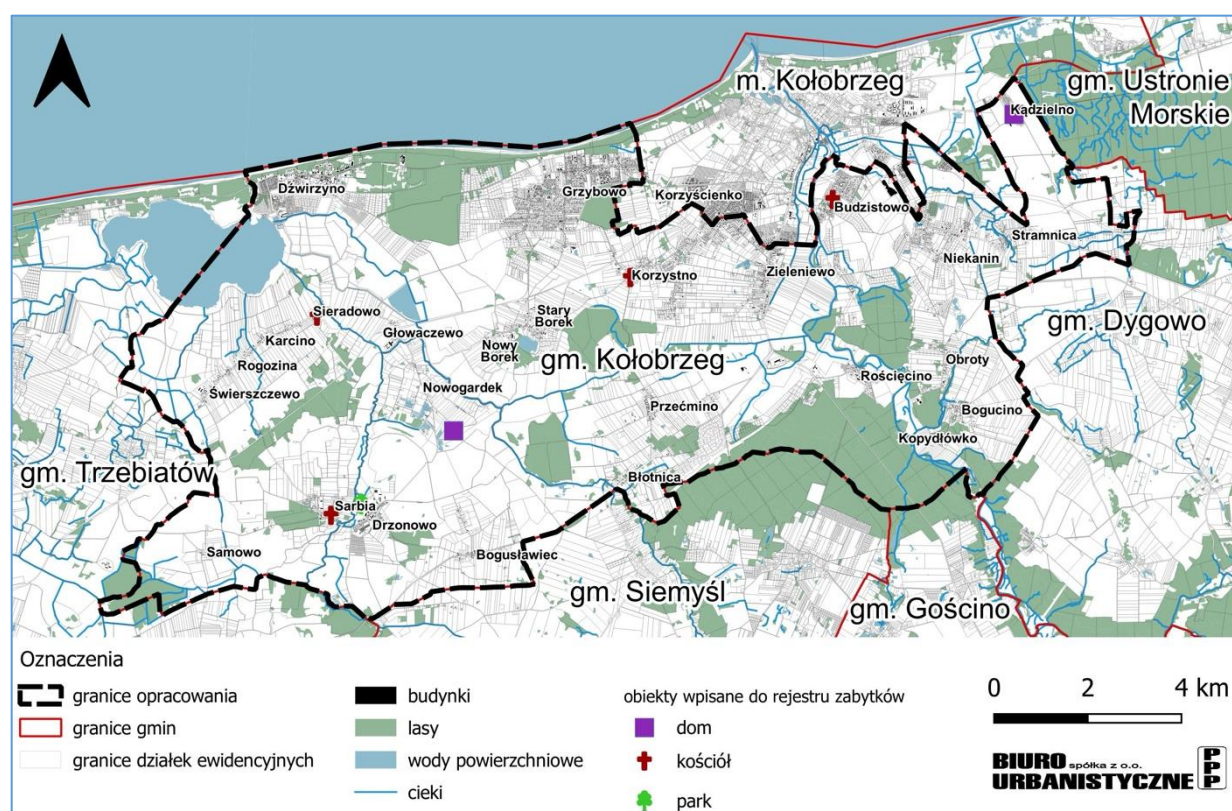 m. Kołobrzeg
gm. Ustronie
Morskie
Kądzielno
Dźwirzyno
Grzybowo
Korzyścienko
Budzistowo
Stramnica
Niekanin
Zieleniewo
Korzystno
Sieradowo
Głowaczewo
Stary
Borek
Nowy
Borek
Karcino
Rogozina
Świerszczewo
gm. Kołobrzeg
gm. Dygowo
Obroty
Rościęcino
Bogucino
Nowogardek
Przećmino
Kopydłówko
gm. Trzebiatów
Błotnica
Sarbia
Drzonowo
Samowo
Bogusławiec
gm. Siemyśl
gm. Gościno
Oznaczenia
granice opracowania
granice gmin
granice działek ewidencyjnych
budynki
lasy
wody powierzchniowe
cieki
obiekty wpisane do rejestru zabytków
dom
kościół
park
0 2 4 km
BIURO spółka z o.o.
URBANISTYCZNE
P
P
P